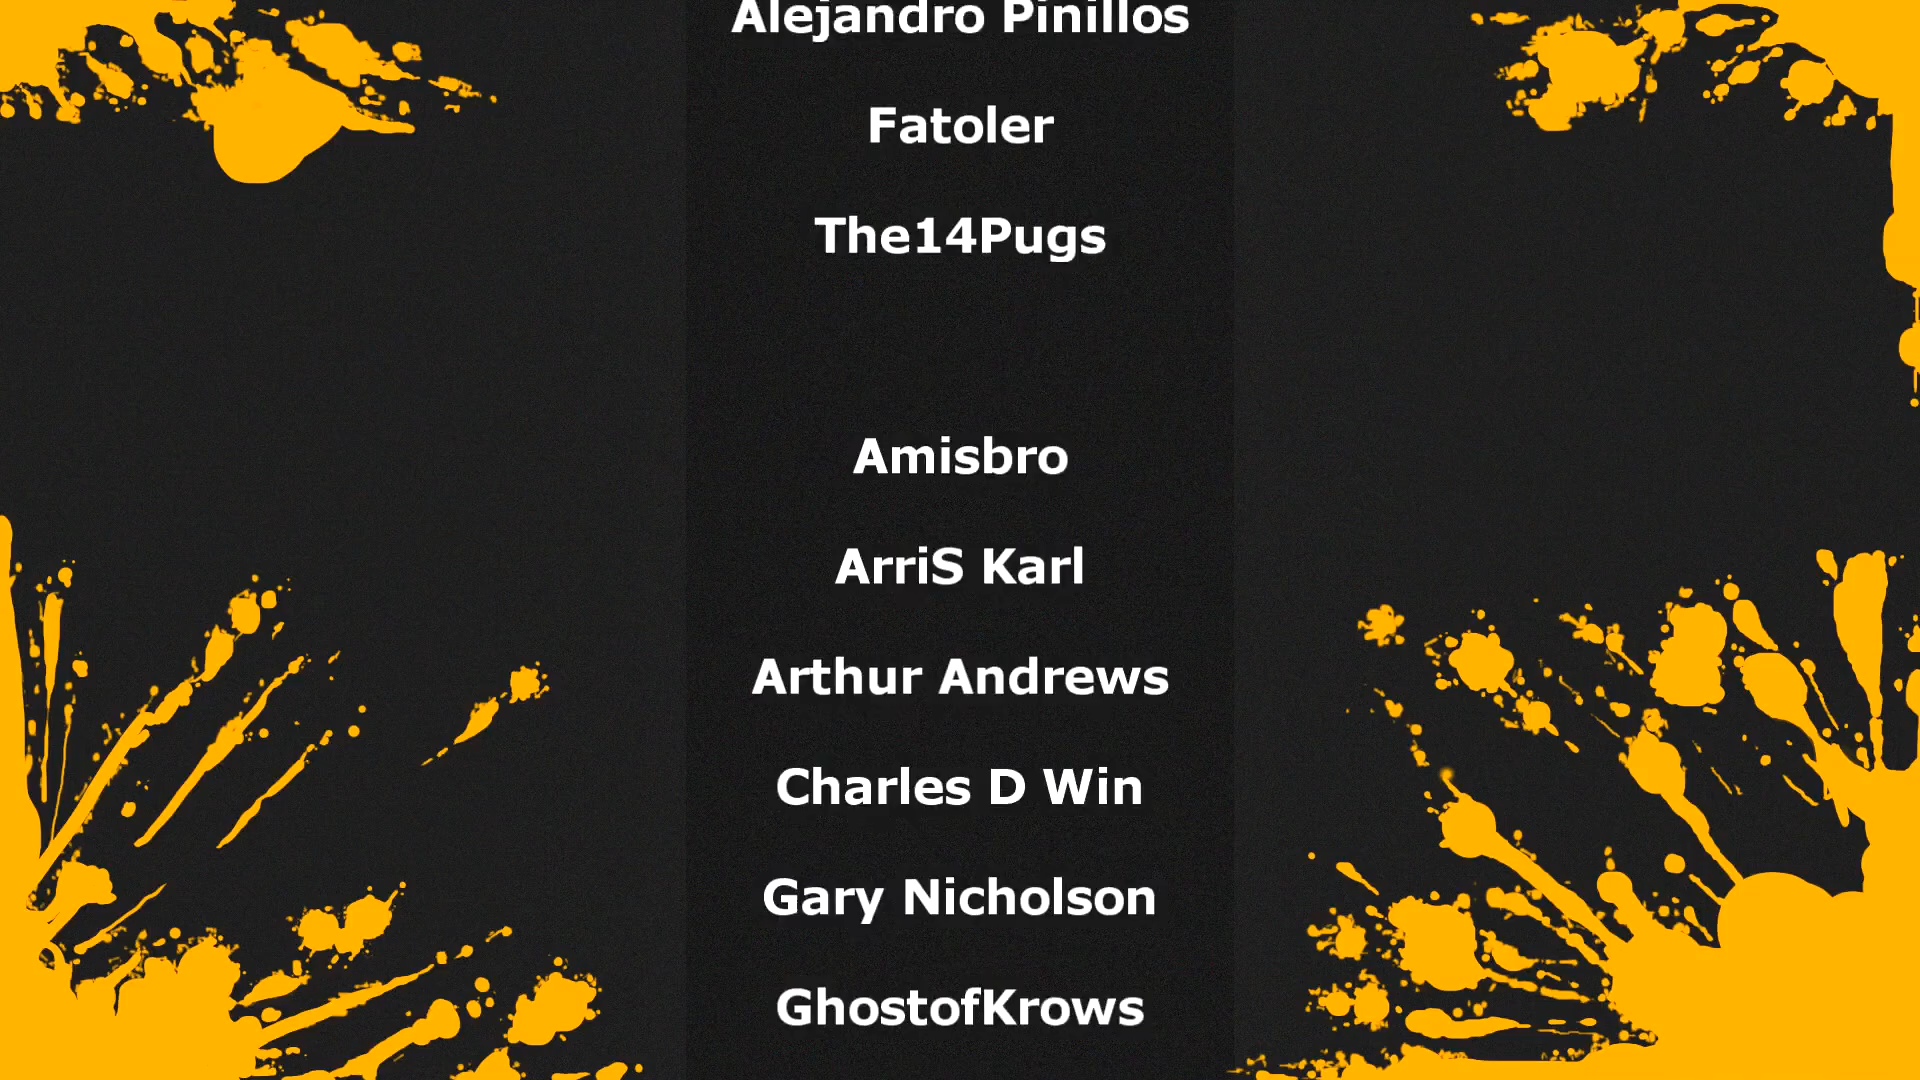 Alejandro Pinillos
Fatoler
The14Pugs
Amisbro
ArriS Karl
Arthur Andrews
Charles D Win
Gary Nicholson
GhostofKrows